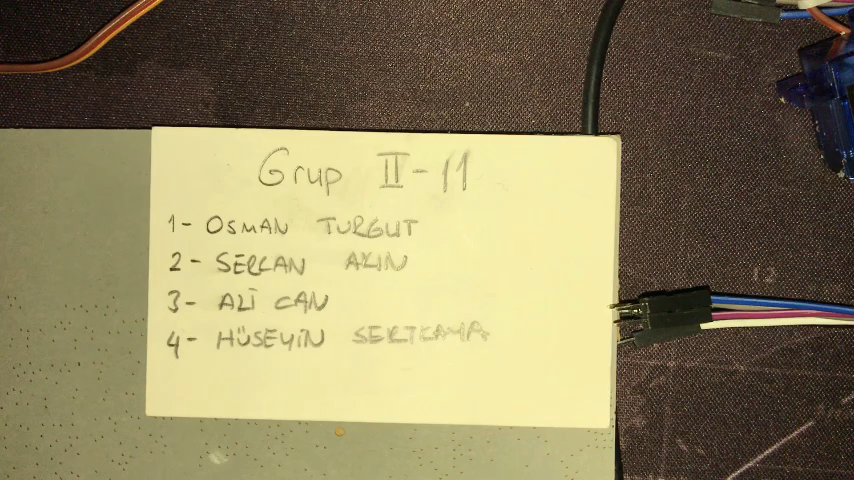 Grup II-11
1- OSMAN TURGUT
2- SERCAN AKIN
3- ALİ CAN
4- HÜSEYİN SERTKAYA